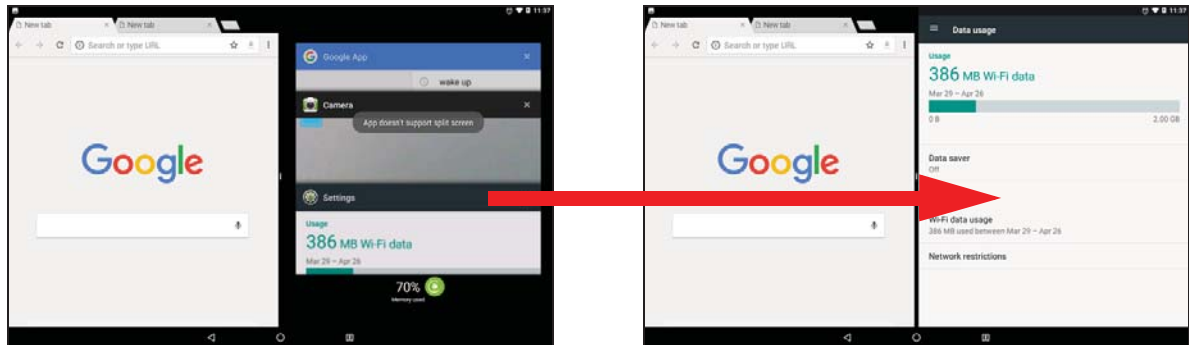 11:37
New tab
New tab
Search or type URL
Google App
wake up
Camera
App doesn't support split screen
Google
Settings
Usage
386 MB Wi-Fi data
Mar 29 – Apr 26
70%
Memory used
11:37
New tab
New tab
Data usage
Search or type URL
Usage
386 MB Wi-Fi data
Mar 29 – Apr 26
0 B
2.00 GB
Google
Data saver
Off
Wi-Fi data usage
386 MB used between Mar 29 – Apr 26
Network restrictions